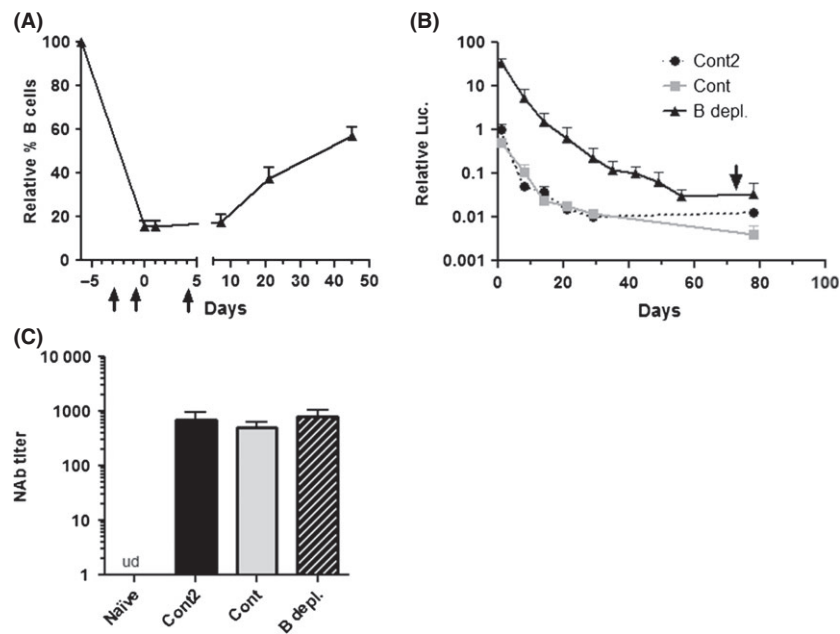 (A)
Relative % B cells
100
80
60
40
20
0
−5 0 5 10 20 30 40 50
Days
(B)
Relative Luc.
100
10
1
0.1
0.01
0.001
Cont2
Cont
B depl.
0 20 40 60 80 100
Days
(C)
NAb titer
10 000
1000
100
10
1
ud
Naïve Cont2 Cont B depl.